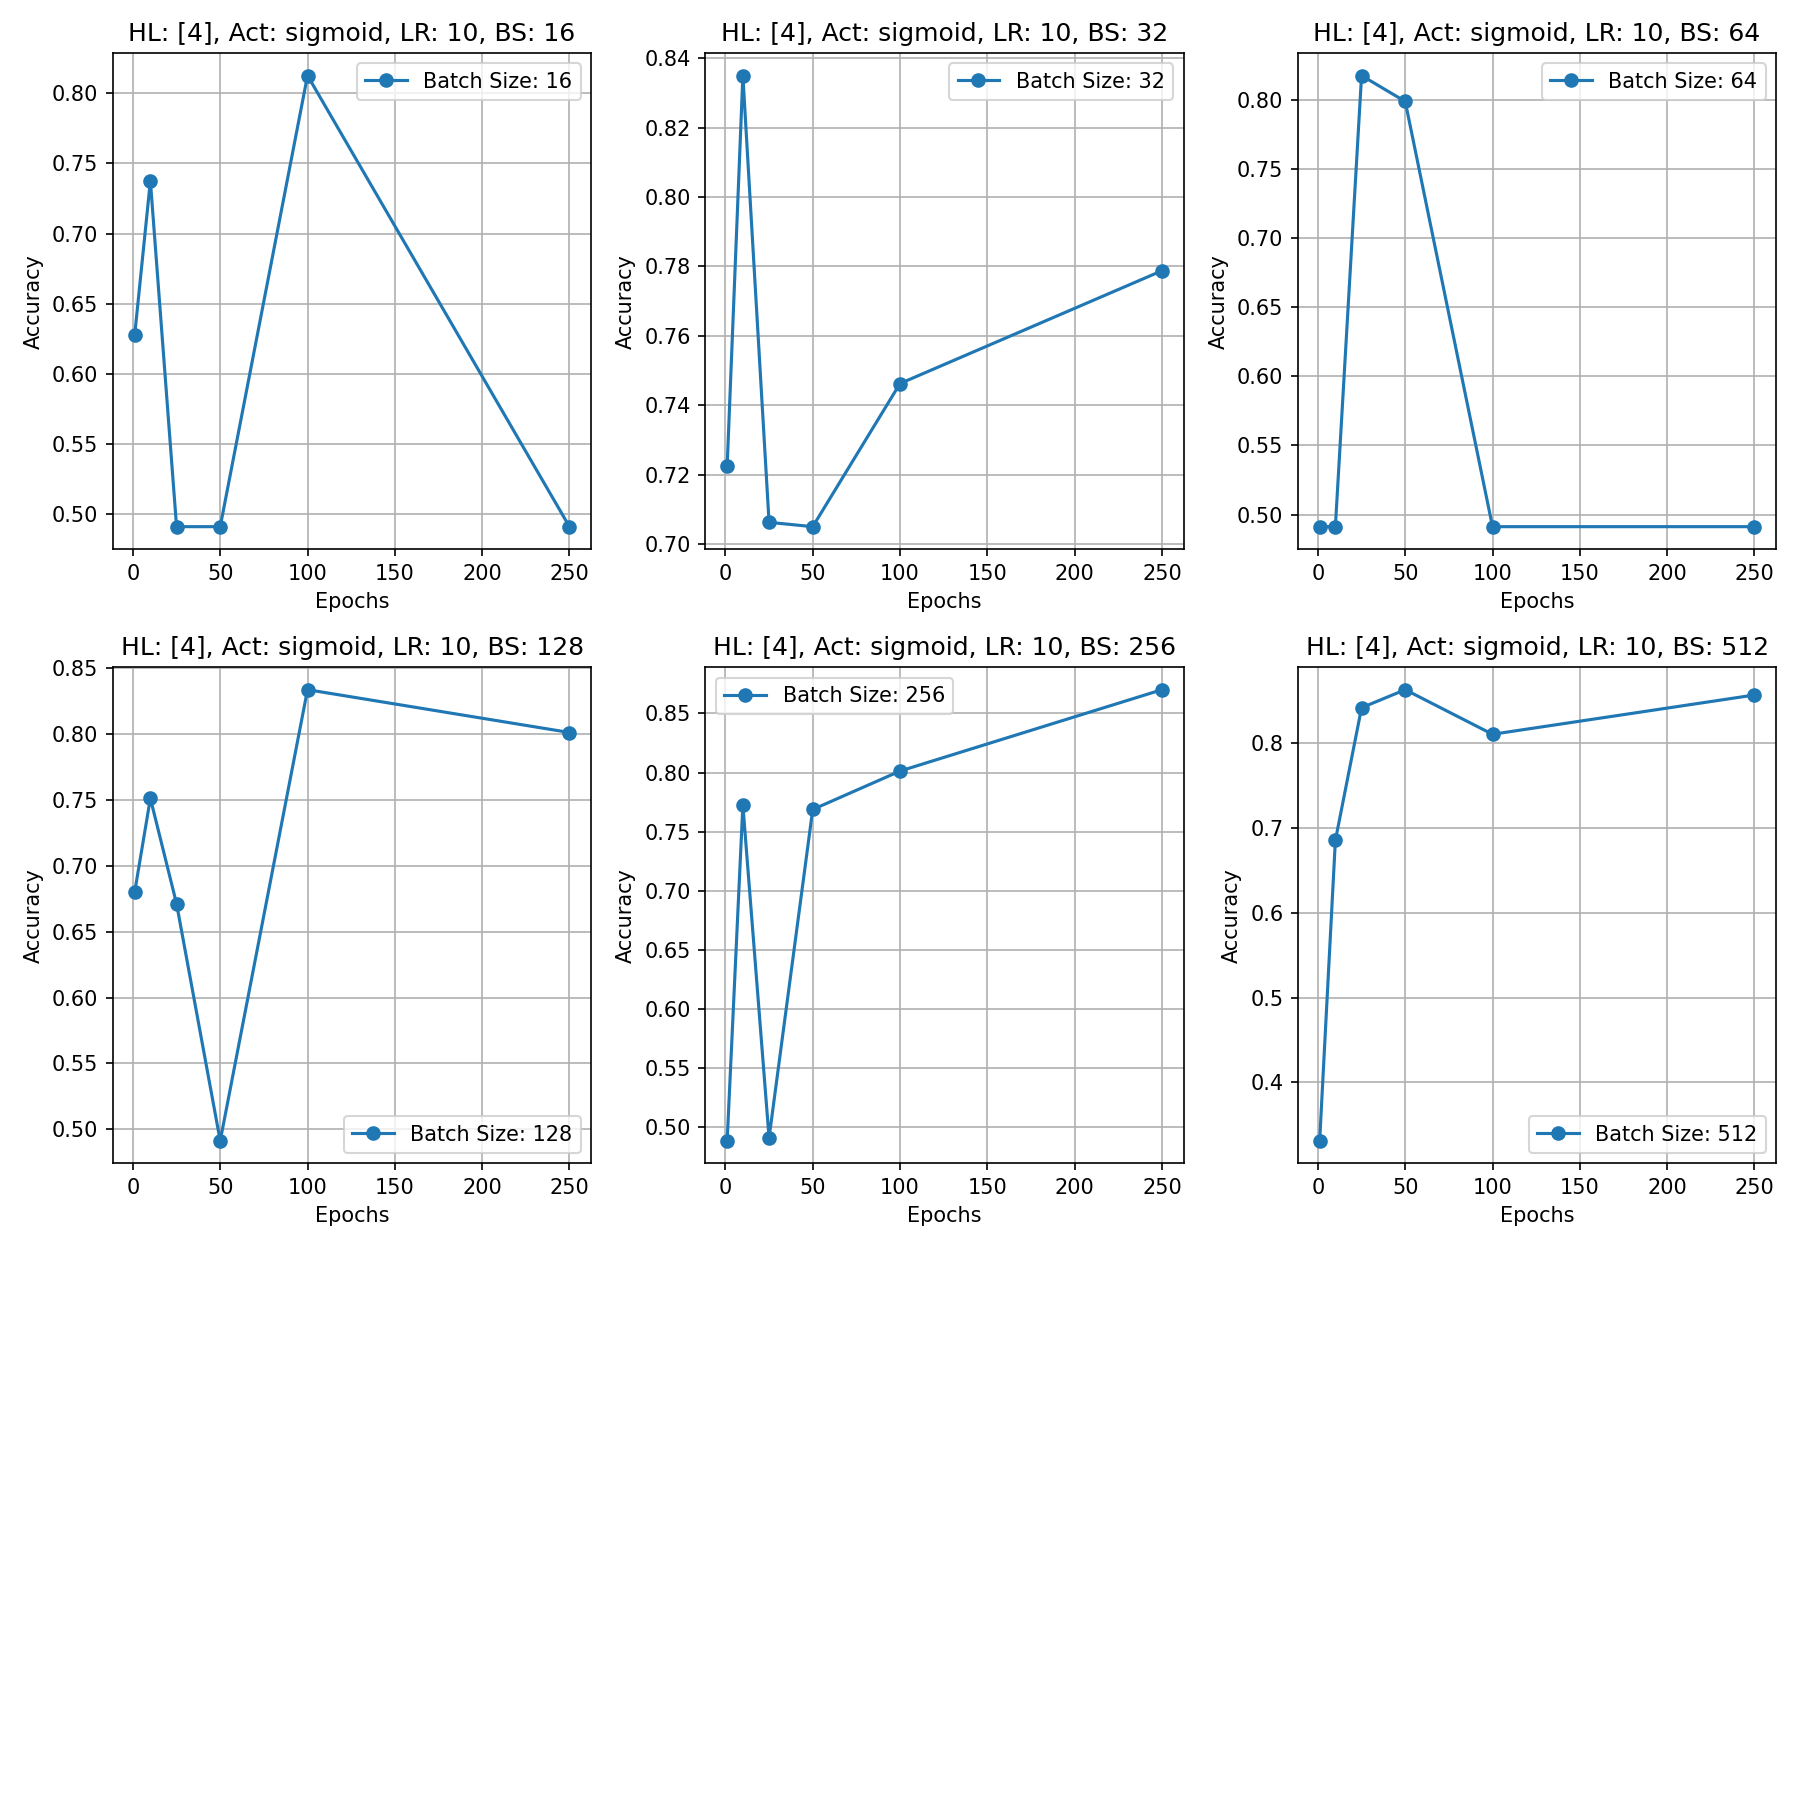 HL: [4], Act: sigmoid, LR: 10, BS: 16
Batch Size: 16
0.80
0.75
0.70
0.65
0.60
0.55
0.50
Accuracy
0 50 100 150 200 250
Epochs
HL: [4], Act: sigmoid, LR: 10, BS: 32
Batch Size: 32
0.84
0.82
0.80
0.78
0.76
0.74
0.72
0.70
Accuracy
0 50 100 150 200 250
Epochs
HL: [4], Act: sigmoid, LR: 10, BS: 64
Batch Size: 64
0.80
0.75
0.70
0.65
0.60
0.55
0.50
Accuracy
0 50 100 150 200 250
Epochs
HL: [4], Act: sigmoid, LR: 10, BS: 128
0.85
0.80
0.75
0.70
0.65
0.60
0.55
0.50
Accuracy
Batch Size: 128
0 50 100 150 200 250
Epochs
HL: [4], Act: sigmoid, LR: 10, BS: 256
Batch Size: 256
0.85
0.80
0.75
0.70
0.65
0.60
0.55
0.50
Accuracy
0 50 100 150 200 250
Epochs
HL: [4], Act: sigmoid, LR: 10, BS: 512
0.8
0.7
0.6
0.5
0.4
Accuracy
Batch Size: 512
0 50 100 150 200 250
Epochs